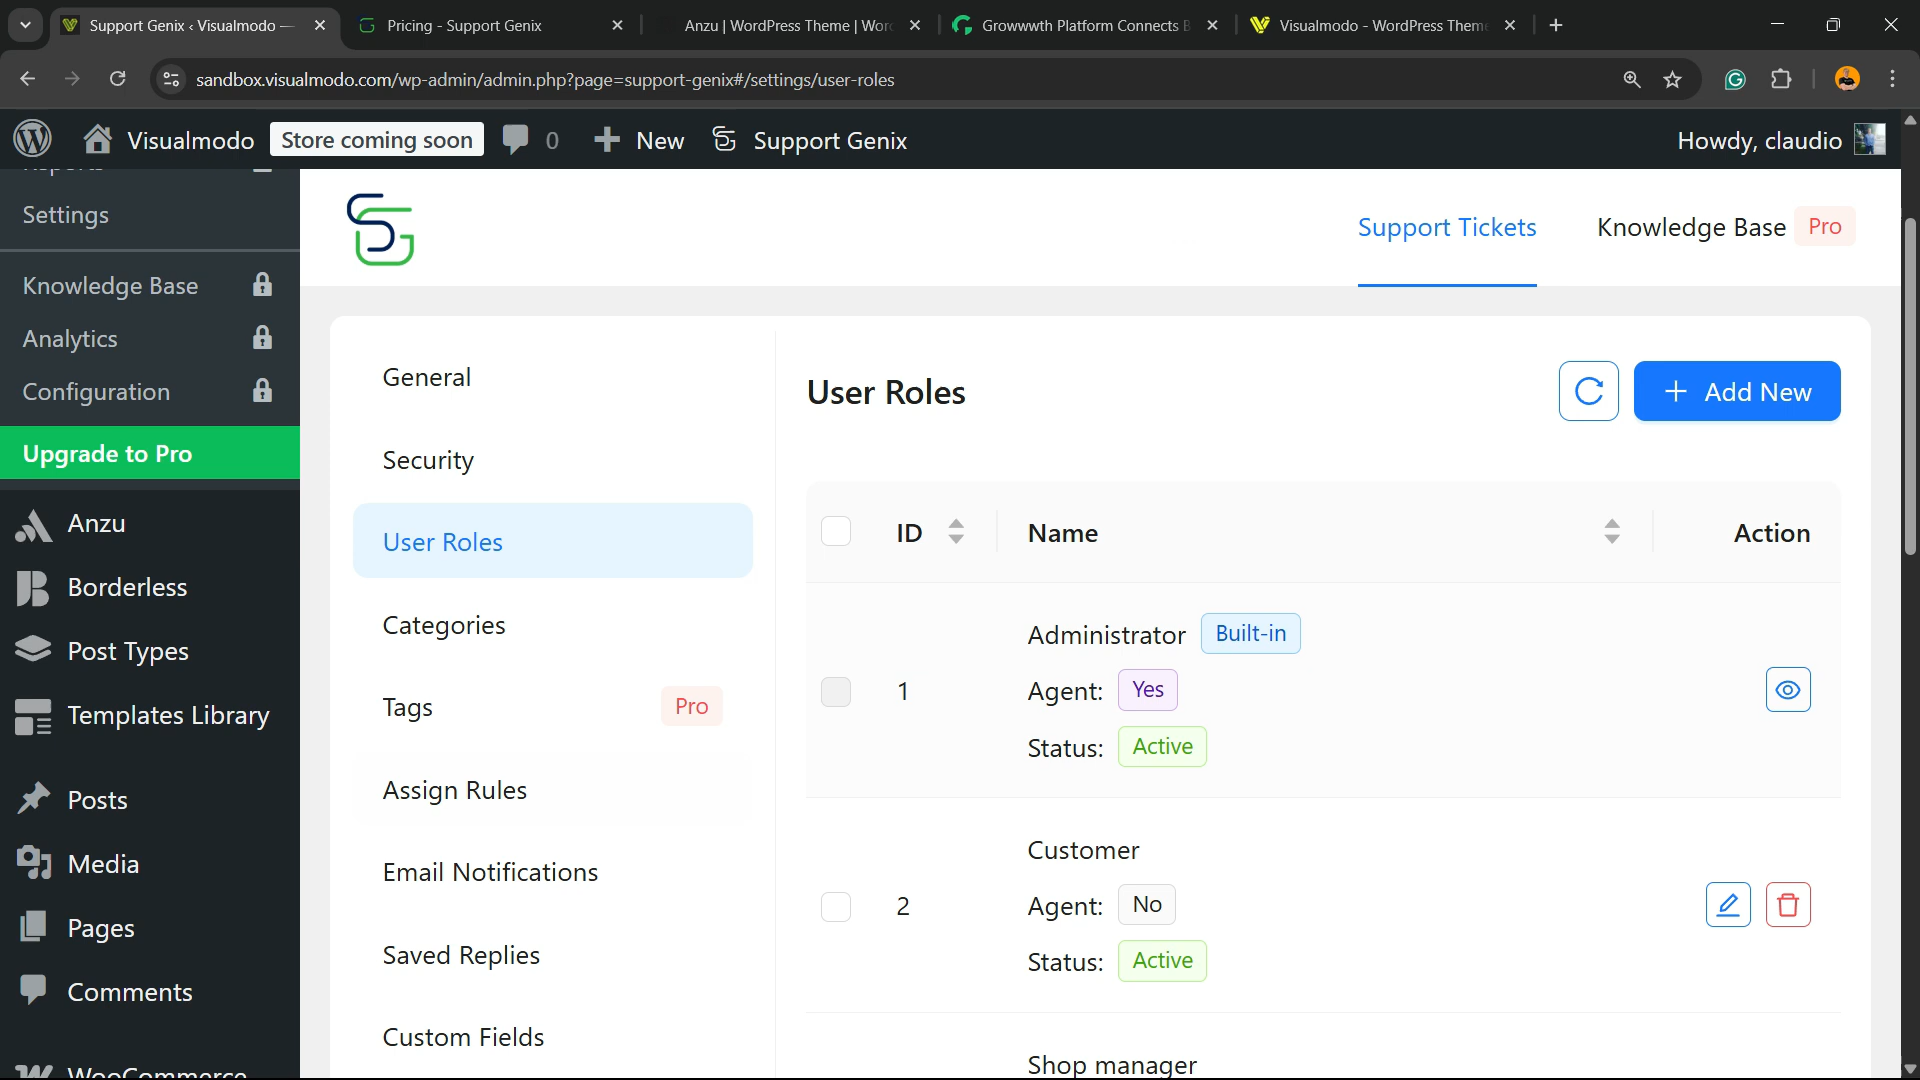 Support Genix ‹ Visualmodo —
Pricing - Support Genix
Anzu | WordPress Theme | Wor
Growwwth Platform Connects B
Visualmodo - WordPress Theme
sandbox.visualmodo.com/wp-admin/admin.php?page=support-genix#/settings/user-roles
Visualmodo
Store coming soon
0
New
Support Genix
Howdy, claudio
Settings
Knowledge Base
Analytics
Configuration
Upgrade to Pro
Anzu
Borderless
Post Types
Templates Library
Posts
Media
Pages
Comments
WooCommerce
Support Tickets
Knowledge Base Pro
General
Security
User Roles
Categories
Tags Pro
Assign Rules
Email Notifications
Saved Replies
Custom Fields
User Roles
Add New
ID Name Action
Administrator Built-in
1 Agent: Yes
Status: Active
Customer
2 Agent: No
Status: Active
Shop manager